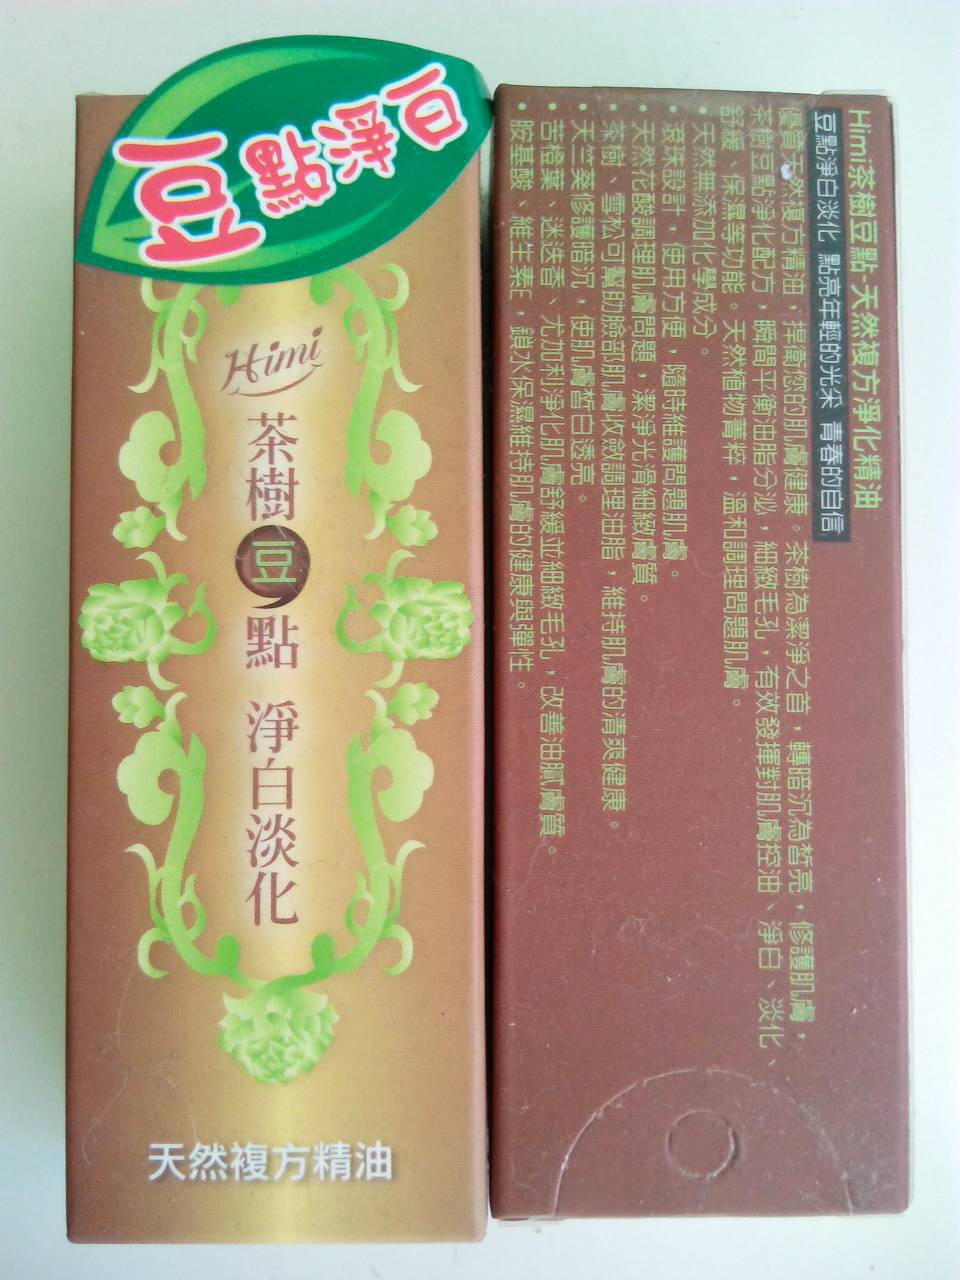 豆點淨白
Himi
茶樹豆點 淨白淡化
天然複方精油
Himi茶樹豆點-天然複方淨化精油
豆點淨白淡化 點亮年輕的光采 青春的自信
優質天然複方精油，捍衛您的肌膚健康。茶樹為潔淨之首，轉暗沉為皙亮，修護肌膚，
茶樹豆點淨化配方，瞬間平衡油脂分泌，細緻毛孔，有效發揮對肌膚控油、淨白、淡化、
舒緩、保濕等功能。天然植物菁粹，溫和調理問題肌膚。
• 天然無添加化學成分。
• 滾珠設計，使用方便，隨時維護問題肌膚。
• 天然花酸調理肌膚問題，潔淨光滑細緻膚質。
• 茶樹、雪松可幫助臉部肌膚收斂調理油脂，維持肌膚的清爽健康。
• 天竺葵修護暗沉，使肌膚皙白透亮。
• 苦橙葉、迷迭香、尤加利淨化肌膚舒緩並細緻毛孔，改善油膩膚質。
• 胺基酸、維生素E，鎖水保濕維持肌膚的健康與彈性。